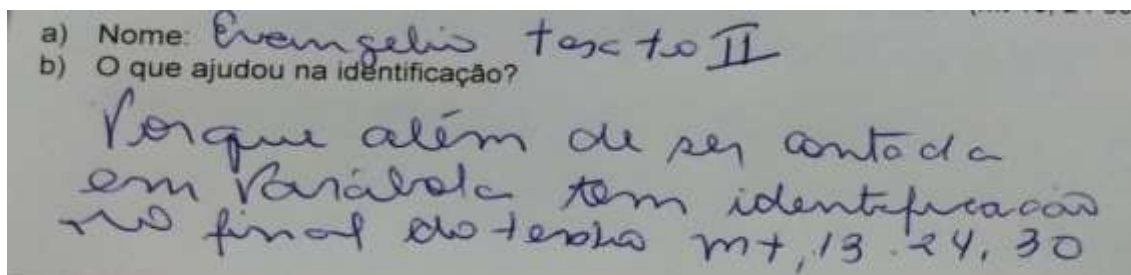 a) Nome: Evangelio texto II
b) O que ajudou na identificação?
Porque além de ser contada
em Parábola tem identificação
no final do texto mt, 13.24, 30